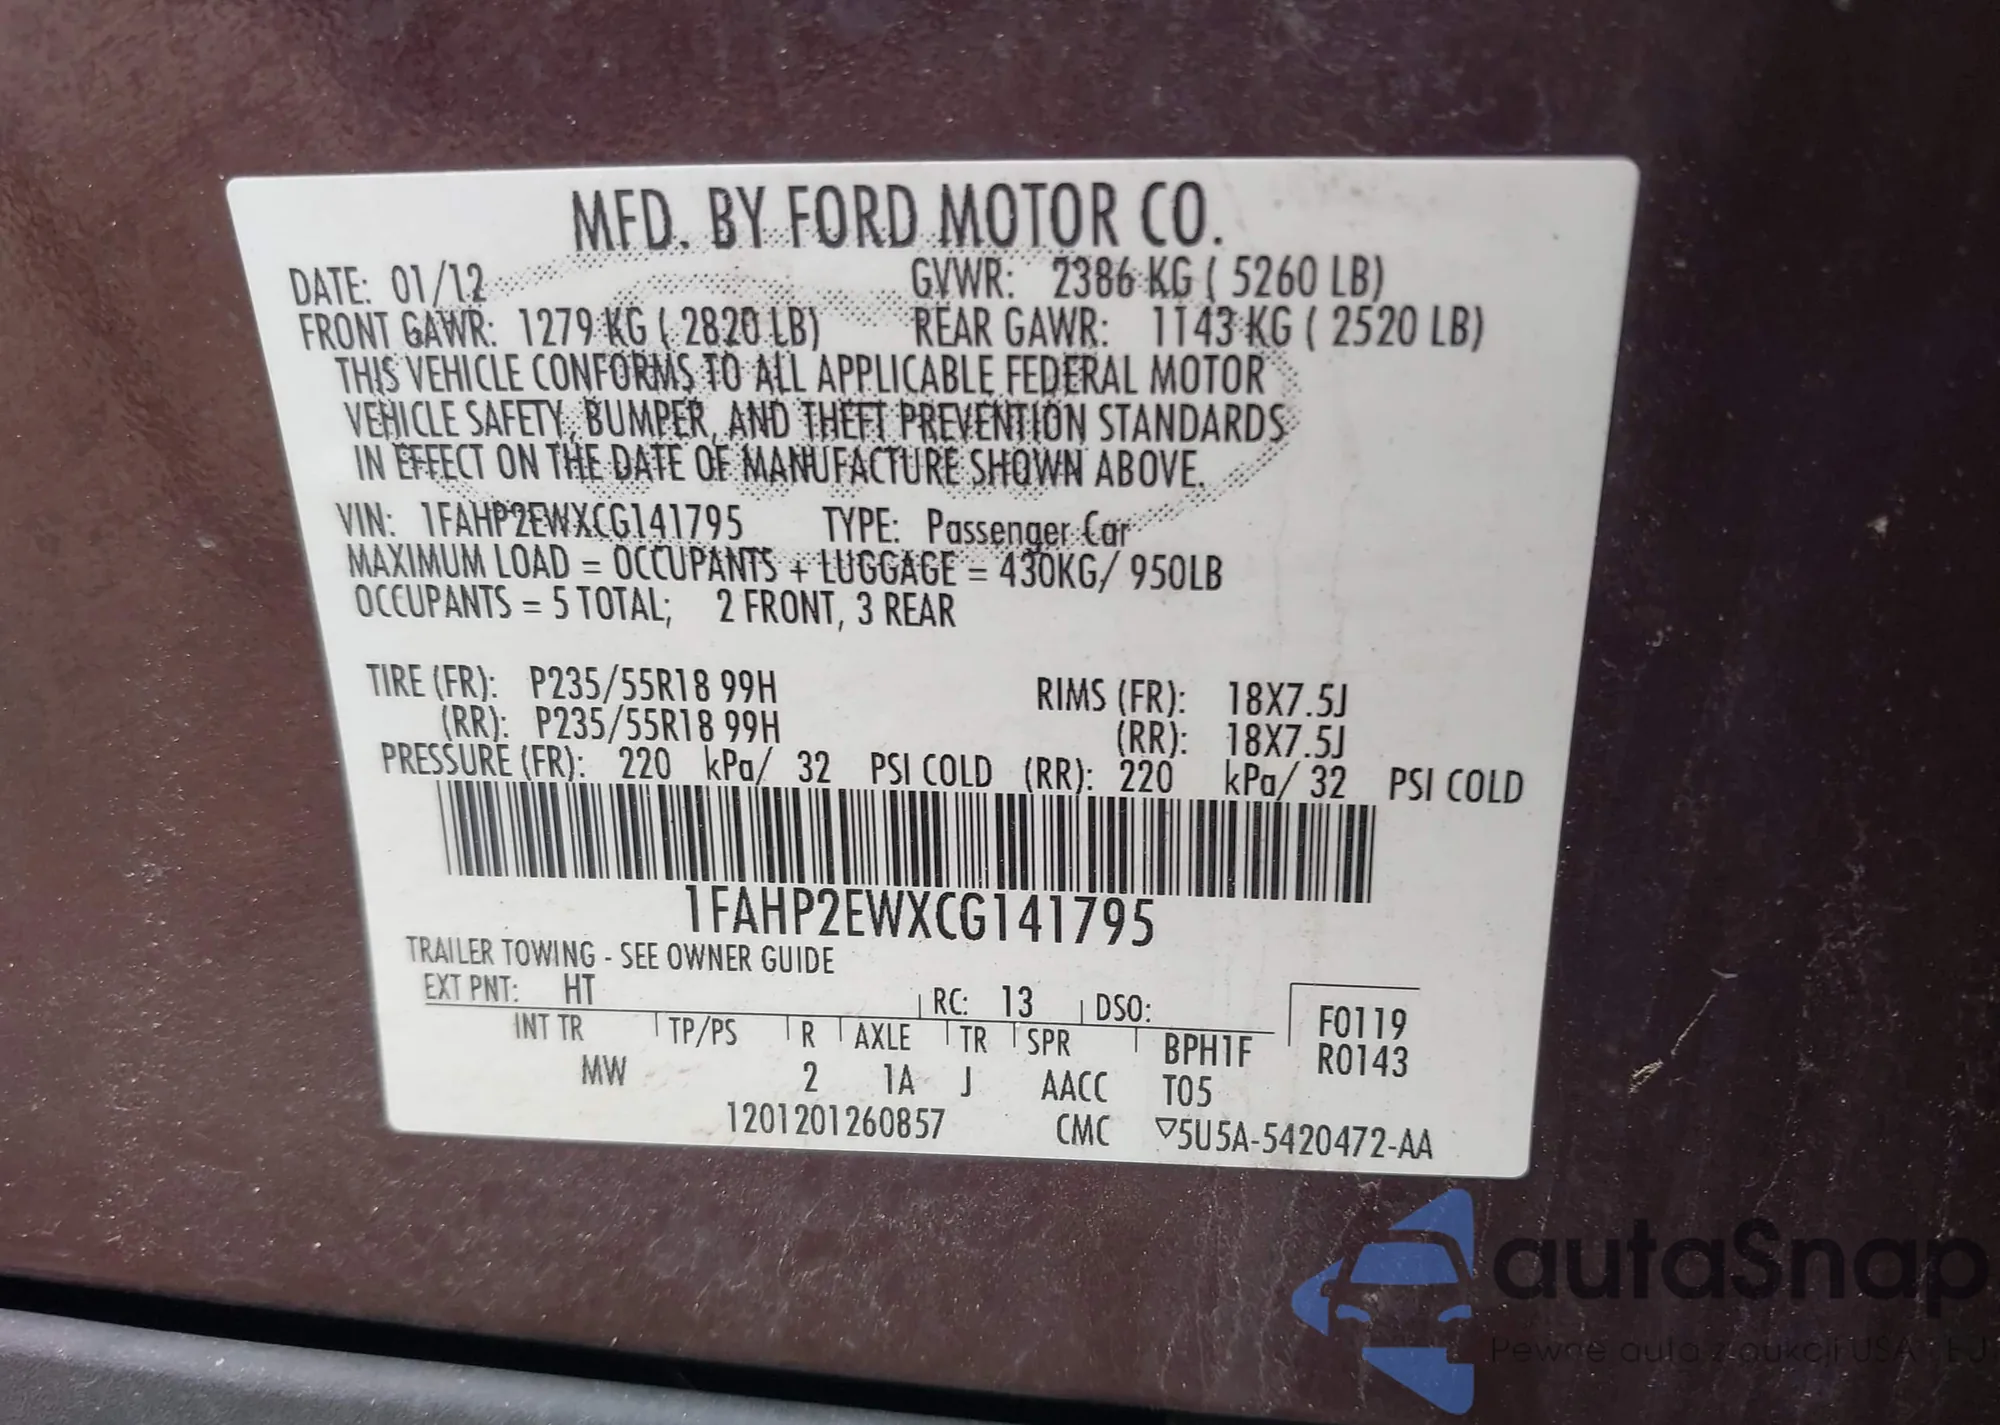 MFD. BY FORD MOTOR CO.
DATE: 01/12 GVWR: 2386 KG ( 5260 LB)
FRONT GAWR: 1279 KG ( 2820 LB) REAR GAWR: 1143 KG ( 2520 LB)
THIS VEHICLE CONFORMS TO ALL APPLICABLE FEDERAL MOTOR
VEHICLE SAFETY, BUMPER, AND THEFT PREVENTION STANDARDS
IN EFFECT ON THE DATE OF MANUFACTURE SHOWN ABOVE.
VIN: 1FAHP2EWXCG141795 TYPE: Passenger Car
MAXIMUM LOAD = OCCUPANTS + LUGGAGE = 430KG/ 950LB
OCCUPANTS = 5 TOTAL; 2 FRONT, 3 REAR
TIRE (FR): P235/55R18 99H RIMS (FR): 18X7.5J
(RR): P235/55R18 99H (RR): 18X7.5J
PRESSURE (FR): 220 kPa/ 32 PSI COLD (RR): 220 kPa/ 32 PSI COLD
1FAHP2EWXCG141795
TRAILER TOWING - SEE OWNER GUIDE
EXT PNT: HT RC: 13 DSO: F0119
INT TR TP/PS R AXLE TR SPR BPH1F R0143
MW 2 1A J AACC T05
1201201260857 CMC ▽5U5A-5420472-AA
autaSnap
Pewne auta z aukcji USA i EU